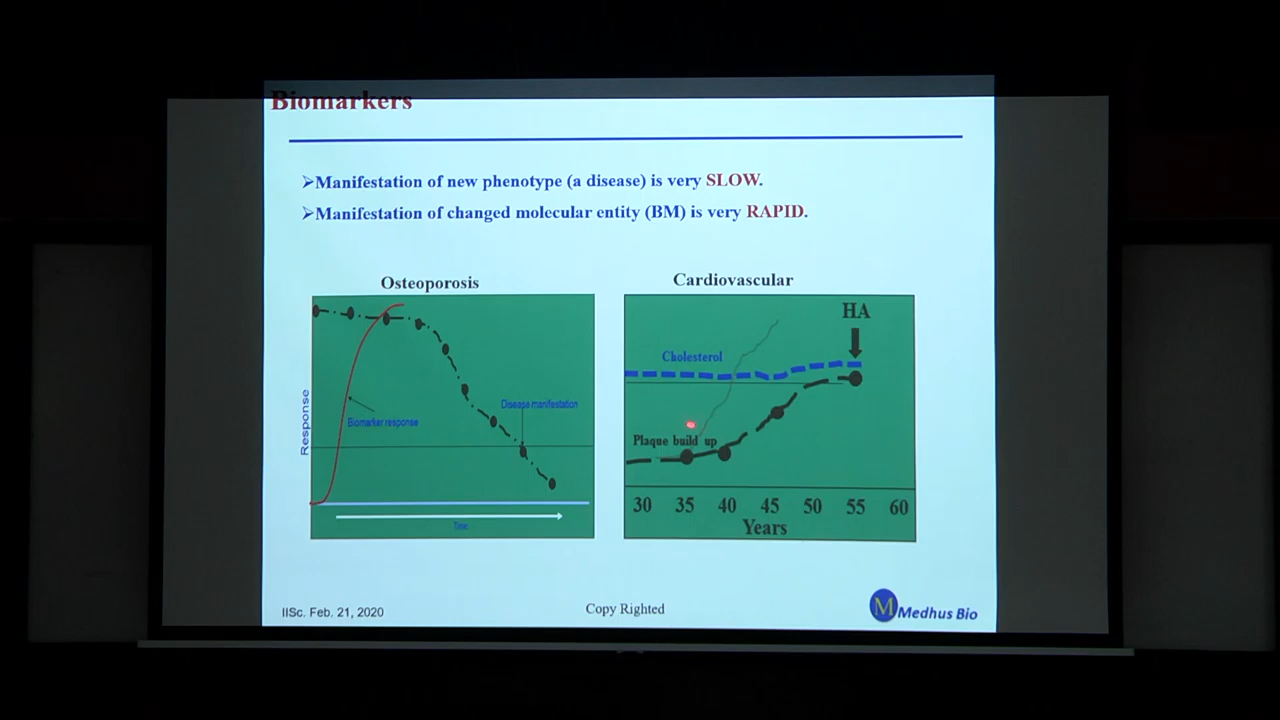 Biomarkers
➢Manifestation of new phenotype (a disease) is very SLOW.
➢Manifestation of changed molecular entity (BM) is very RAPID.
Osteoporosis
Response
Biomarker response
Disease manifestation
Time
Cardiovascular
HA
Cholesterol
Plaque build up
30 35 40 45 50 55 60
Years
IISc. Feb. 21, 2020
Copy Righted
M Medhus Bio